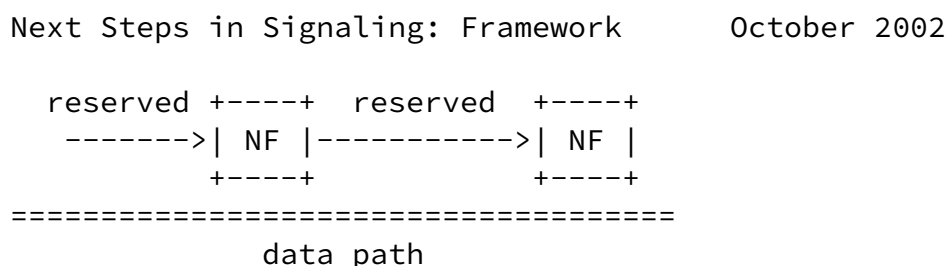 Next Steps in Signaling: Framework      October 2002
reserved +----+  reserved  +----+
------->| NF |----------->| NF |
+----+            +----+
=====================================
data path